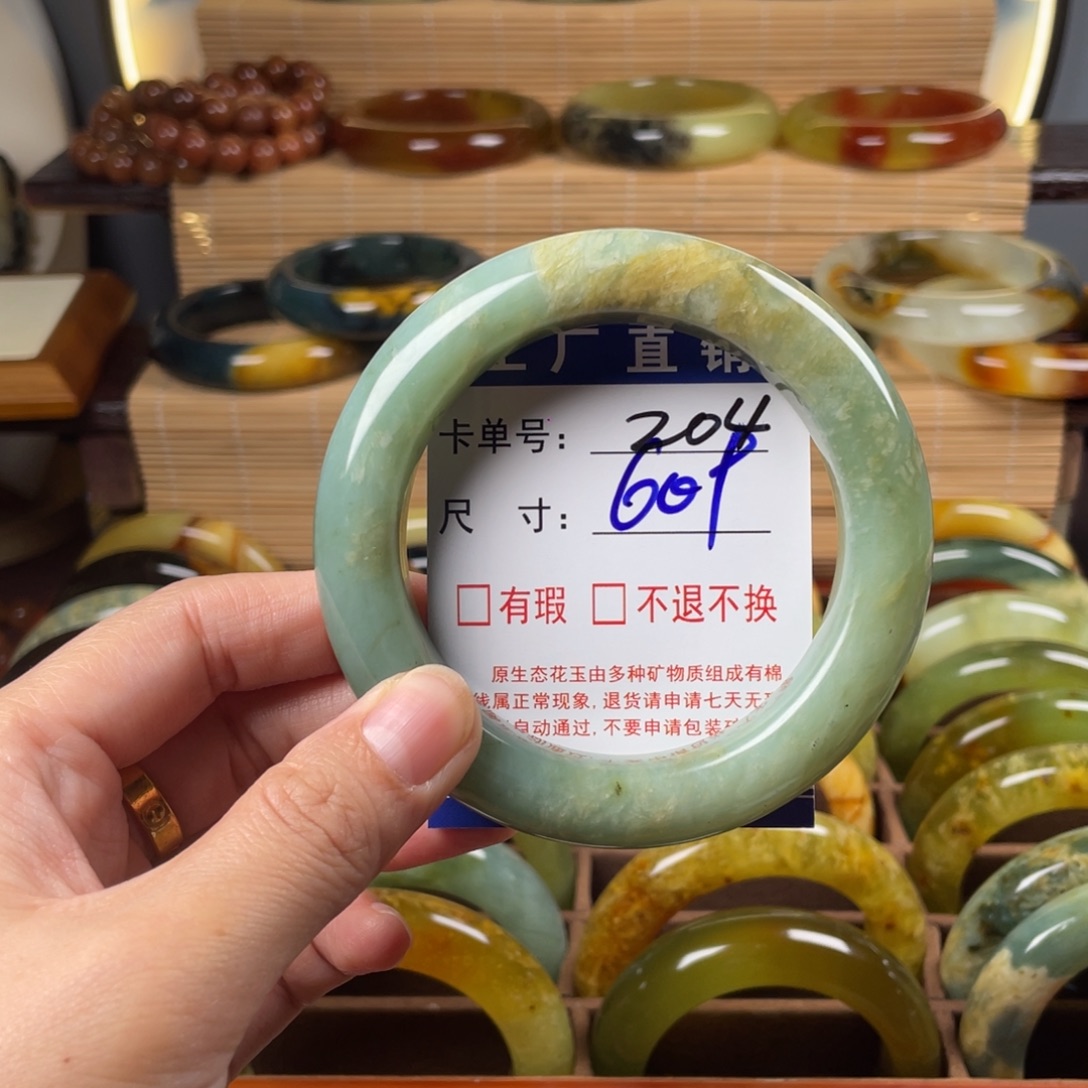 工厂直销
卡单号: 204
尺 寸: 60P
□有瑕 □不退不换
原生态花玉由多种矿物质组成有棉
线属正常现象, 退货请申请七天无
自动通过, 不要申请包装